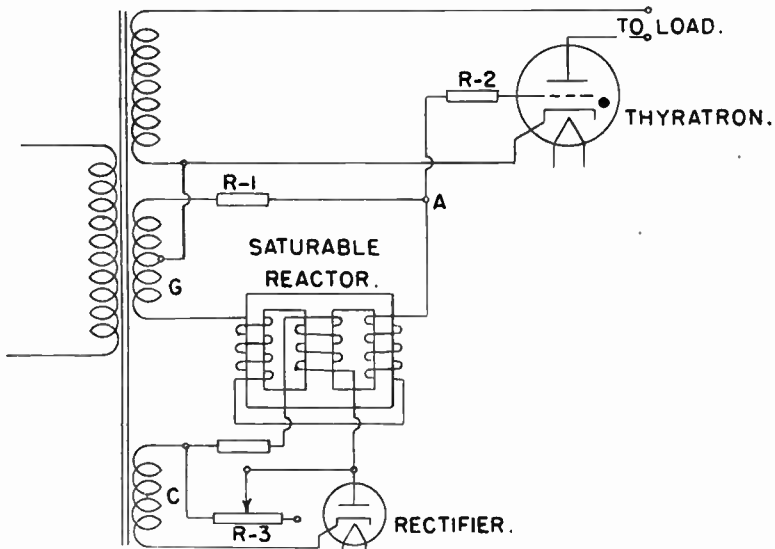 TO LOAD.
R-2
THYRATRON.
R-1
A
SATURABLE
REACTOR.
G
C
R-3
RECTIFIER.